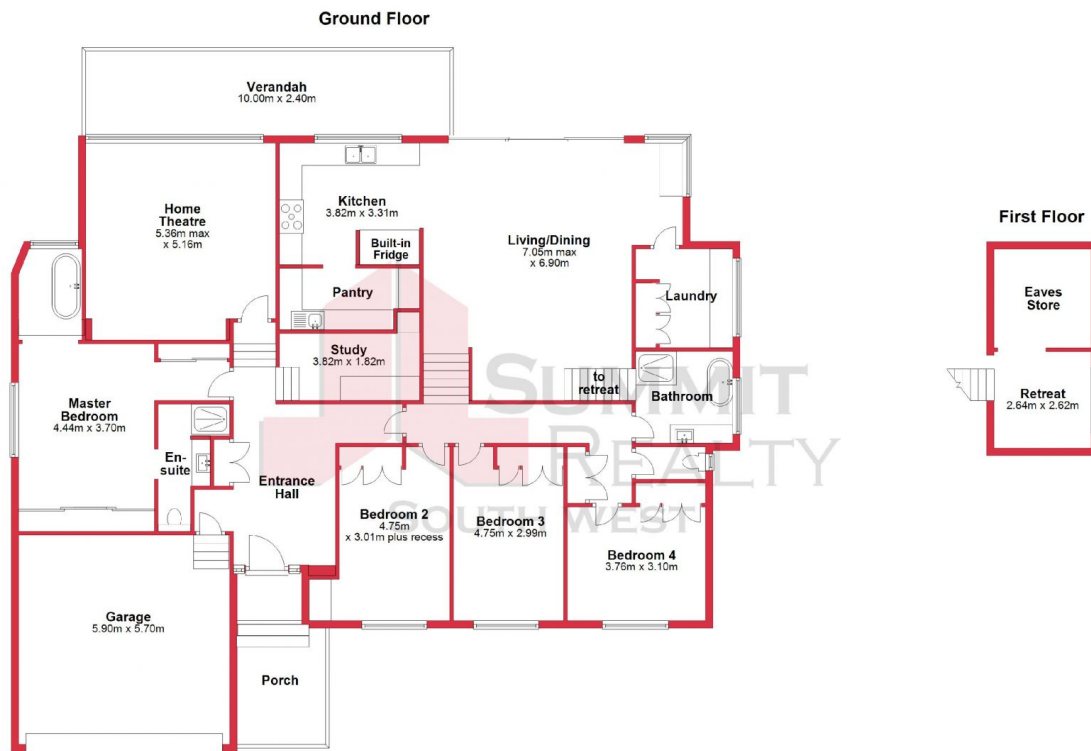 Ground Floor
Verandah
10.00m x 2.40m
Home
Theatre
5.36m max
x 5.16m
Kitchen
3.82m x 3.31m
Built-in
Fridge
Pantry
Living/Dining
7.05m max
x 6.90m
Laundry
Study
3.82m x 1.82m
to
retreat
Bathroom
Master
Bedroom
4.44m x 3.70m
En-
suite
Entrance
Hall
Bedroom 2
4.75m
x 3.01m plus recess
Bedroom 3
4.75m x 2.99m
Bedroom 4
3.76m x 3.10m
Garage
5.90m x 5.70m
Porch
First Floor
Eaves
Store
Retreat
2.64m x 2.62m
SUMMIT
REALTY
SOUTH WEST